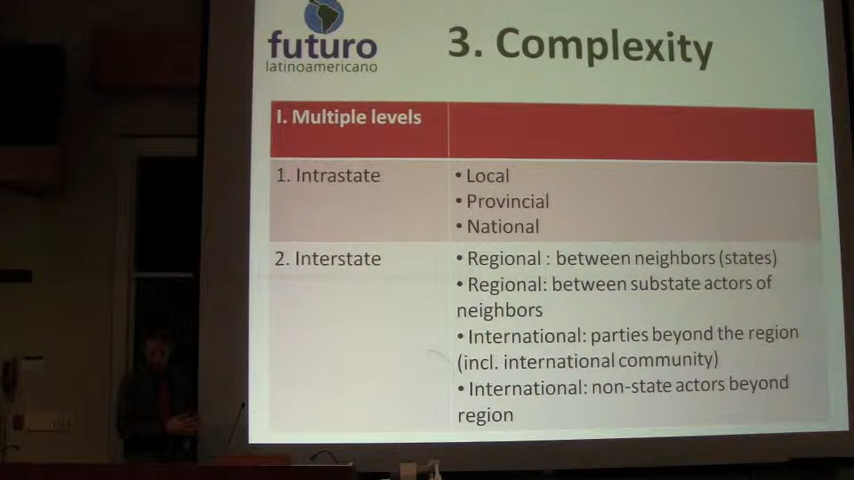 futuro
latinoamericano
3. Complexity
I. Multiple levels
1. Intrastate
• Local
• Provincial
• National
2. Interstate
• Regional : between neighbors (states)
• Regional: between substate actors of
neighbors
• International: parties beyond the region
(incl. international community)
• International: non-state actors beyond
region